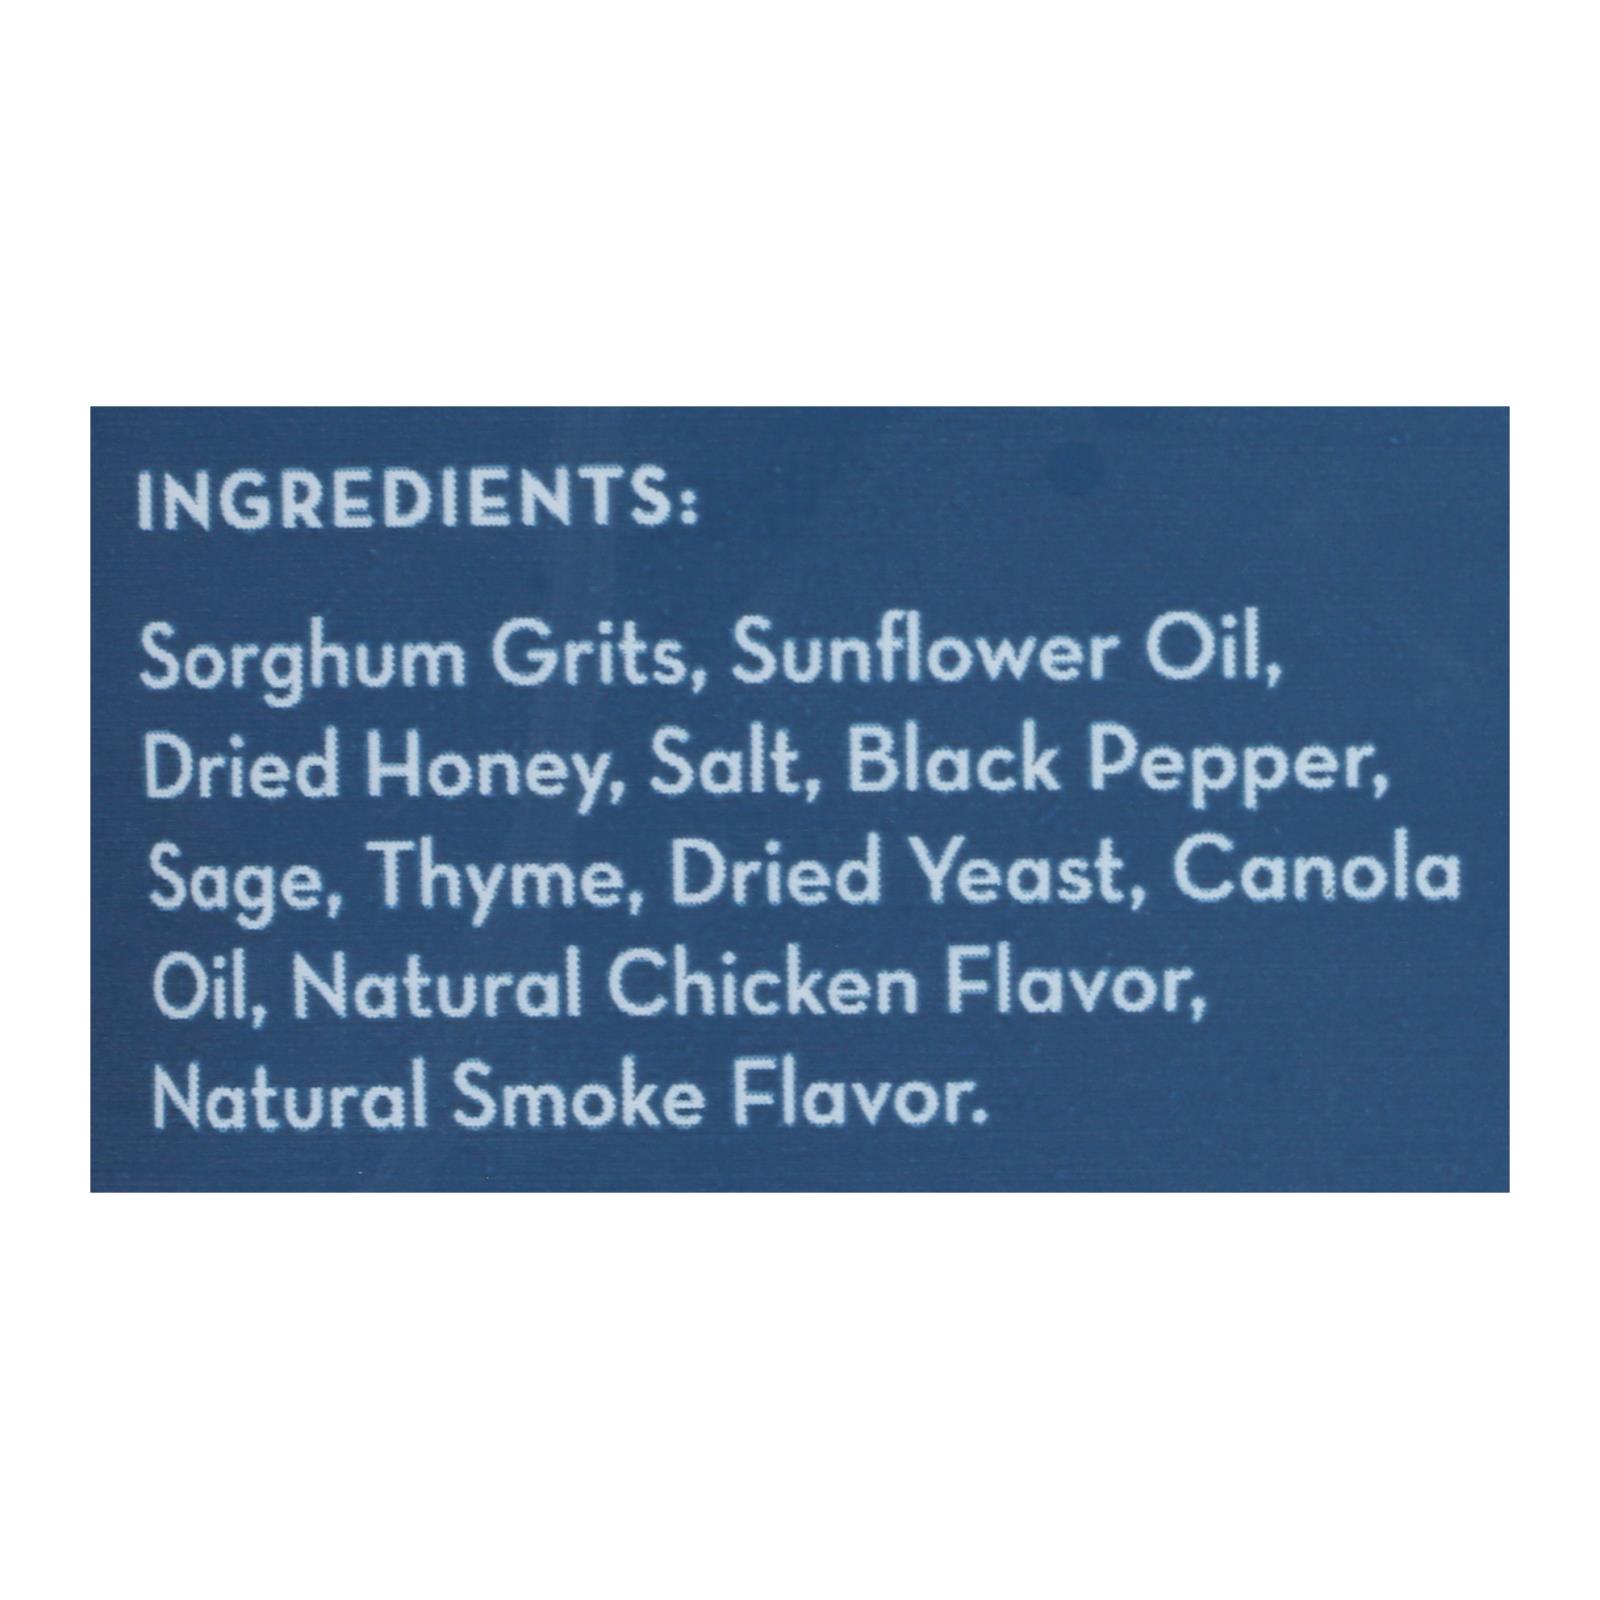 INGREDIENTS:
Sorghum Grits, Sunflower Oil,
Dried Honey, Salt, Black Pepper,
Sage, Thyme, Dried Yeast, Canola
Oil, Natural Chicken Flavor,
Natural Smoke Flavor.